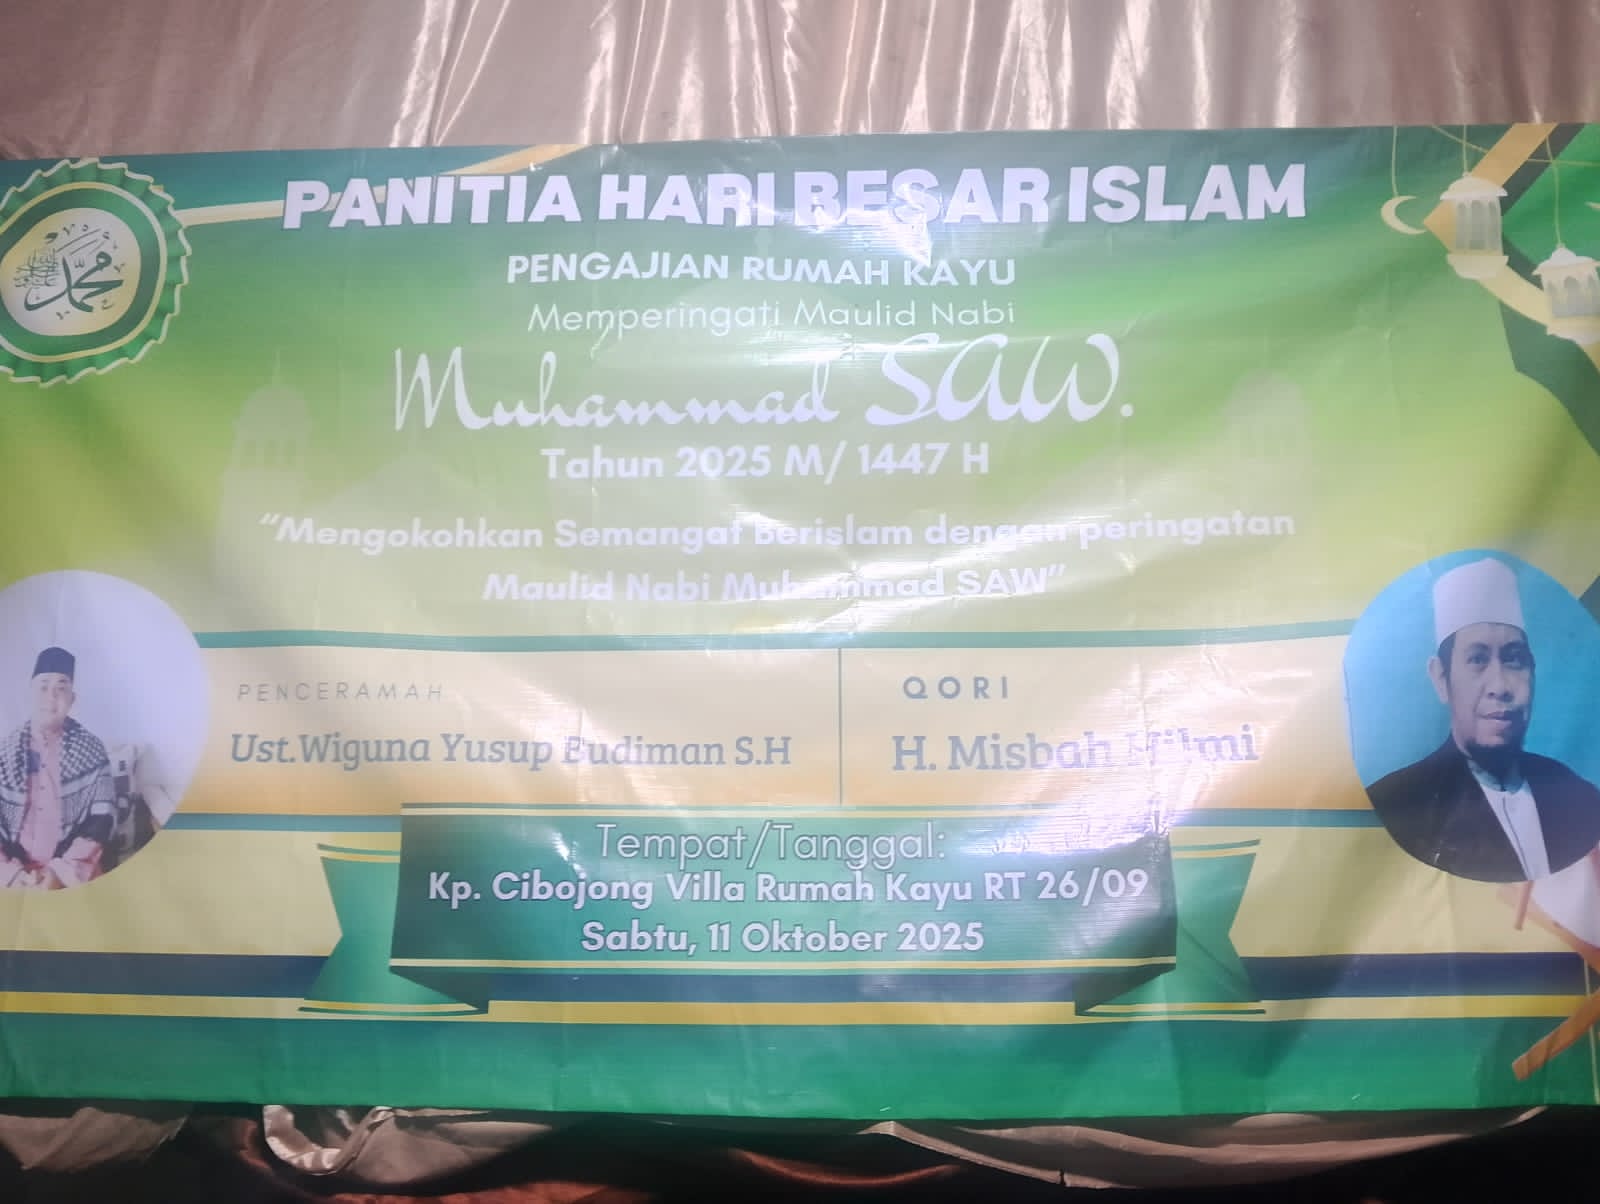 محمد
PANITIA HARI BESAR ISLAM
PENGAJIAN RUMAH KAYU
Memperingati Maulid Nabi
Muhammad SAW.
Tahun 2025 M/ 1447 H
“Mengokohkan Semangat Berislam dengan peringatan
Maulid Nabi Muhammad SAW”
PENCERAMAH
Ust.Wiguna Yusup Budiman S.H
QORI
H. Misbah Hilmi
Tempat/Tanggal:
Kp. Cibojong Villa Rumah Kayu RT 26/09
Sabtu, 11 Oktober 2025